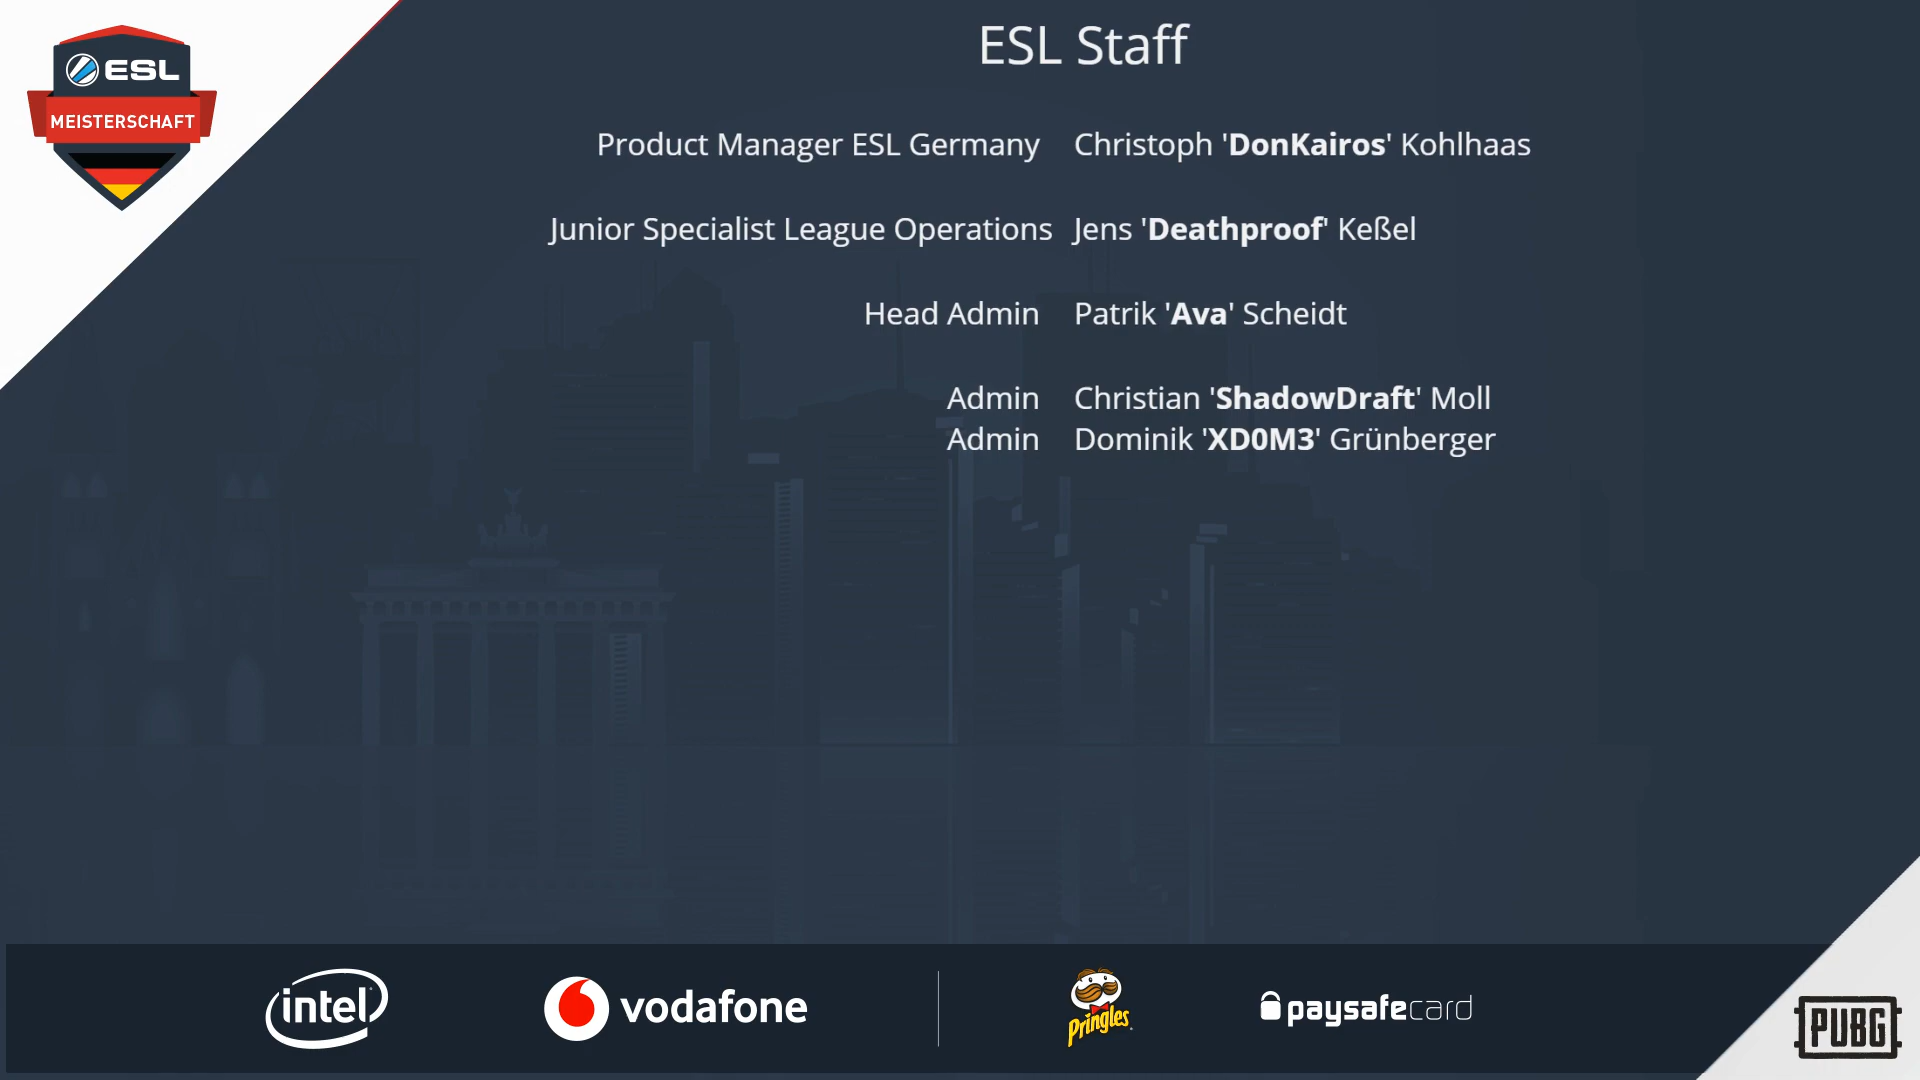 ESL
MEISTERSCHAFT
ESL Staff
Product Manager ESL Germany Christoph 'DonKairos' Kohlhaas
Junior Specialist League Operations Jens 'Deathproof' Keßel
Head Admin Patrik 'Ava' Scheidt
Admin Christian 'ShadowDraft' Moll
Admin Dominik 'XD0M3' Grünberger
intel
vodafone
Pringles
paysafecard
PUBG